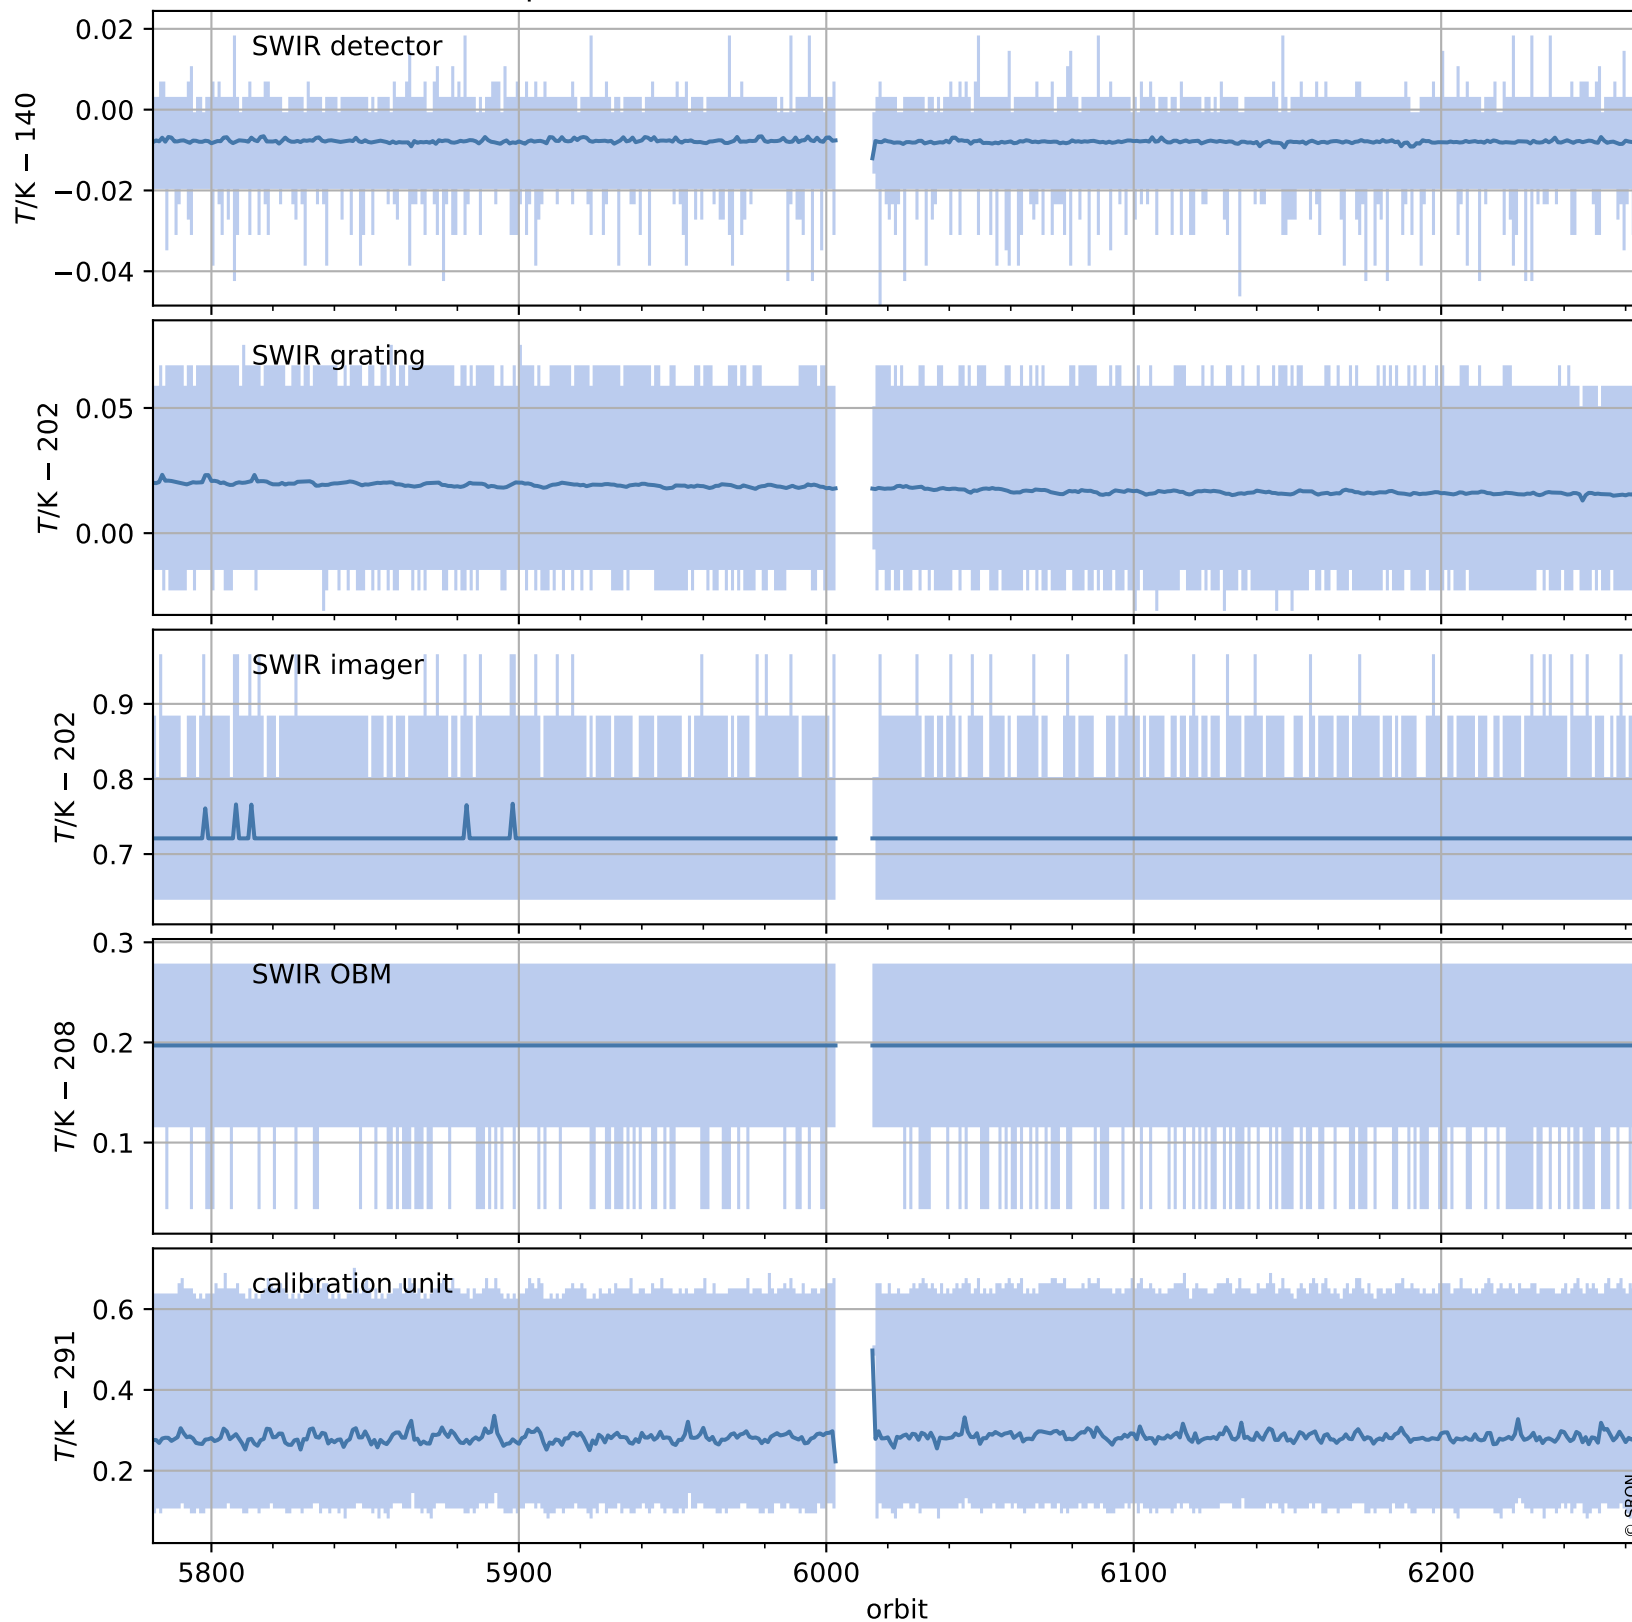 SWIR detector
0.02
0.00
−0.02
−0.04
T/K − 140
SWIR grating
0.05
0.00
T/K − 202
SWIR imager
0.9
0.8
0.7
T/K − 202
SWIR OBM
0.3
0.2
0.1
T/K − 208
calibration unit
0.6
0.4
0.2
T/K − 291
© SRON
5800 5900 6000 6100 6200
orbit